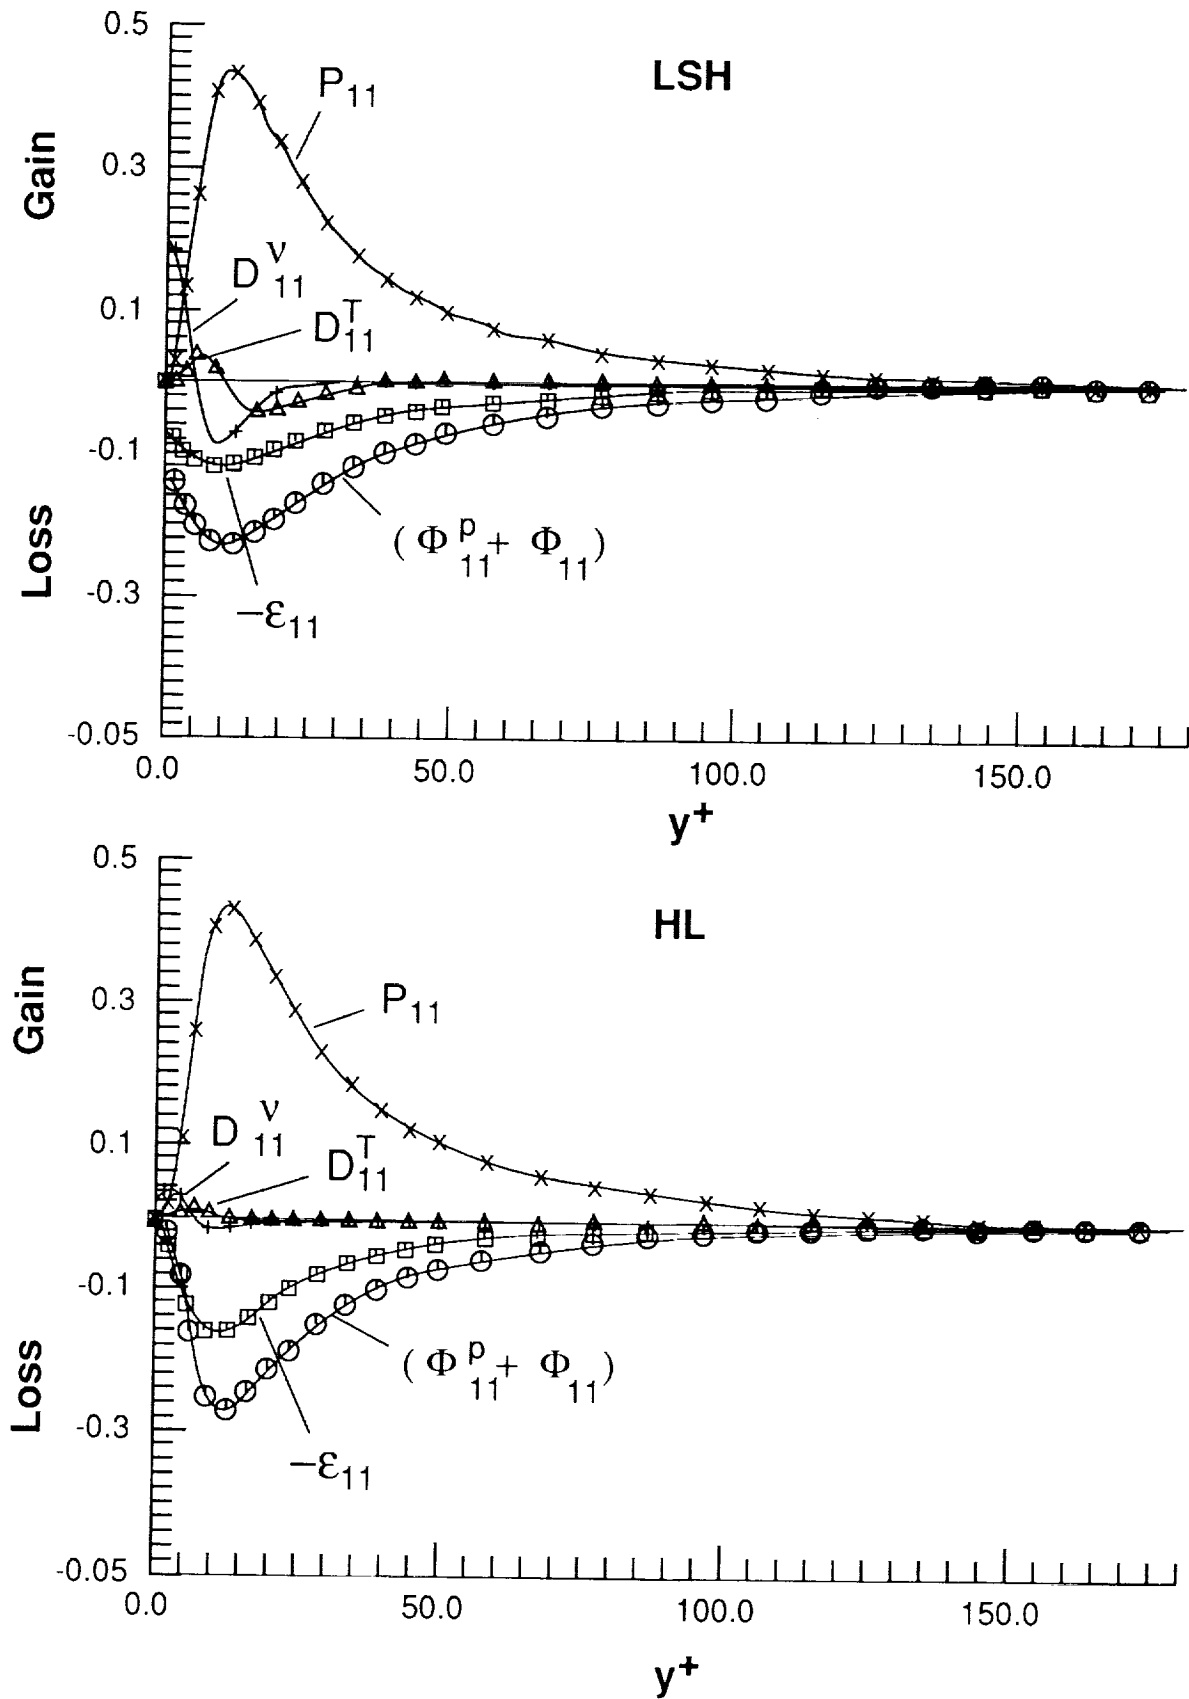 0.5
LSH
P11
Gain
0.3
D11ν
0.1
D11T
-0.1
Loss
(Φ11p + Φ11)
-0.3
−ε11
-0.05
0.0 50.0 100.0 150.0
y+
0.5
HL
Gain
P11
0.3
D11ν
0.1
D11T
-0.1
(Φ11p + Φ11)
Loss
-0.3
−ε11
-0.05
0.0 50.0 100.0 150.0
y+